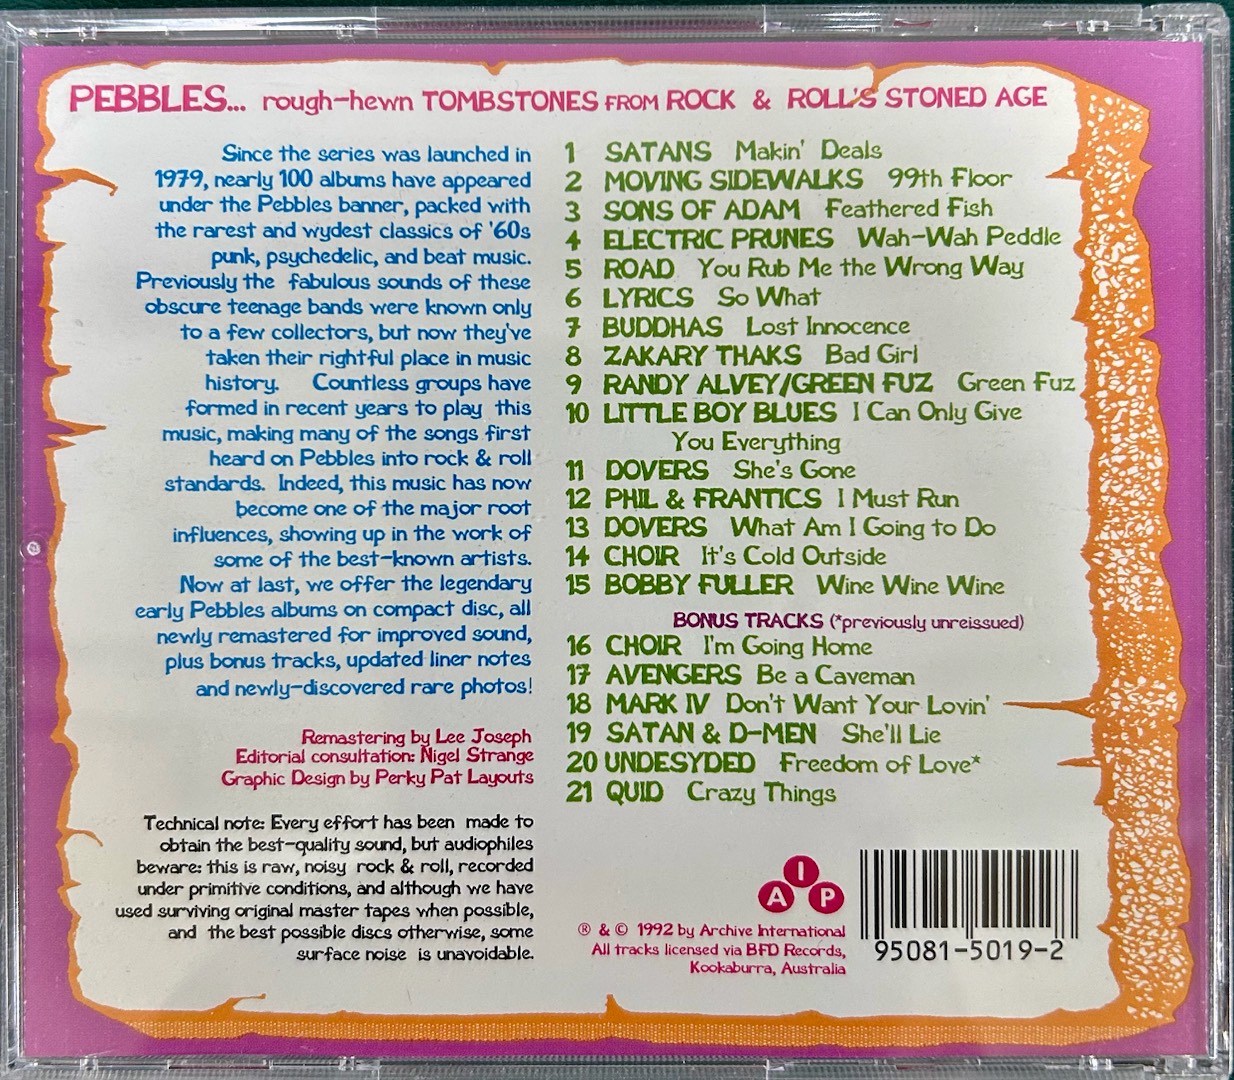 PEBBLES... rough-hewn TOMBSTONES FROM ROCK & ROLL'S STONED AGE
Since the series was launched in
1979, nearly 100 albums have appeared
under the Pebbles banner, packed with
the rarest and wydest classics of '60s
punk, psychedelic, and beat music.
Previously the fabulous sounds of these
obscure teenage bands were known only
to a few collectors, but now they've
taken their rightful place in music
history. Countless groups have
formed in recent years to play this
music, making many of the songs first
heard on Pebbles into rock & roll
standards. Indeed, this music has now
become one of the major root
influences, showing up in the work of
some of the best-known artists.
Now at last, we offer the legendary
early Pebbles albums on compact disc, all
newly remastered for improved sound,
plus bonus tracks, updated liner notes
and newly-discovered rare photos!
Remastering by Lee Joseph
Editorial consultation: Nigel Strange
Graphic Design by Perky Pat Layouts
Technical note: Every effort has been made to
obtain the best-quality sound, but audiophiles
beware: this is raw, noisy rock & roll, recorded
under primitive conditions, and although we have
used surviving original master tapes when possible,
and the best possible discs otherwise, some
surface noise is unavoidable.
1 SATANS Makin' Deals
2 MOVING SIDEWALKS 99th Floor
3 SONS OF ADAM Feathered Fish
4 ELECTRIC PRUNES Wah-Wah Peddle
5 ROAD You Rub Me the Wrong Way
6 LYRICS So What
7 BUDDHAS Lost Innocence
8 ZAKARY THAKS Bad Girl
9 RANDY ALVEY/GREEN FUZ Green Fuz
10 LITTLE BOY BLUES I Can Only Give
You Everything
11 DOVERS She's Gone
12 PHIL & FRANTICS I Must Run
13 DOVERS What Am I Going to Do
14 CHOIR It's Cold Outside
15 BOBBY FULLER Wine Wine Wine
BONUS TRACKS (*previously unreissued)
16 CHOIR I'm Going Home
17 AVENGERS Be a Caveman
18 MARK IV Don't Want Your Lovin'
19 SATAN & D-MEN She'll Lie
20 UNDESYDED Freedom of Love*
21 QUID Crazy Things
A I P
® & © 1992 by Archive International
All tracks licensed via BFD Records,
Kookaburra, Australia
95081-5019-2